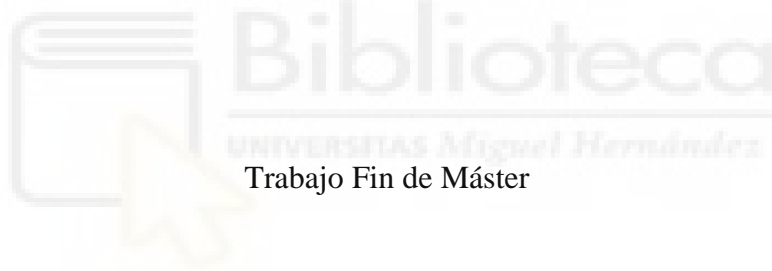 Biblioteca
UNIVERSITAS Miguel Hernández
Trabajo Fin de Máster